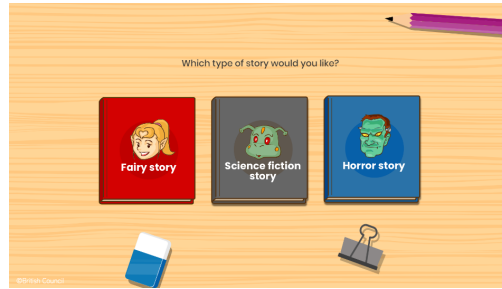 Which type of story would you like?
Fairy story
Science fiction
story
Horror story
©British Council